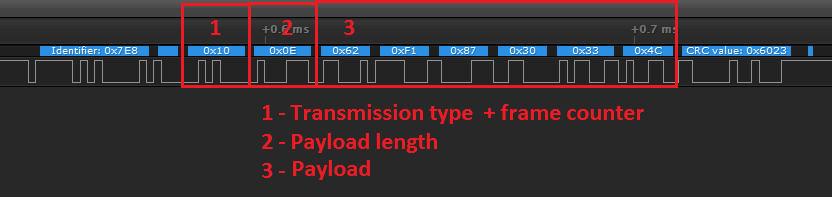 1 2 3
+0.6 ms +0.7 ms
Identifier: 0x7E8 0x10 0x0E 0x62 0xF1 0x87 0x30 0x33 0x4C CRC value: 0x6023
1 - Transmission type + frame counter
2 - Payload length
3 - Payload